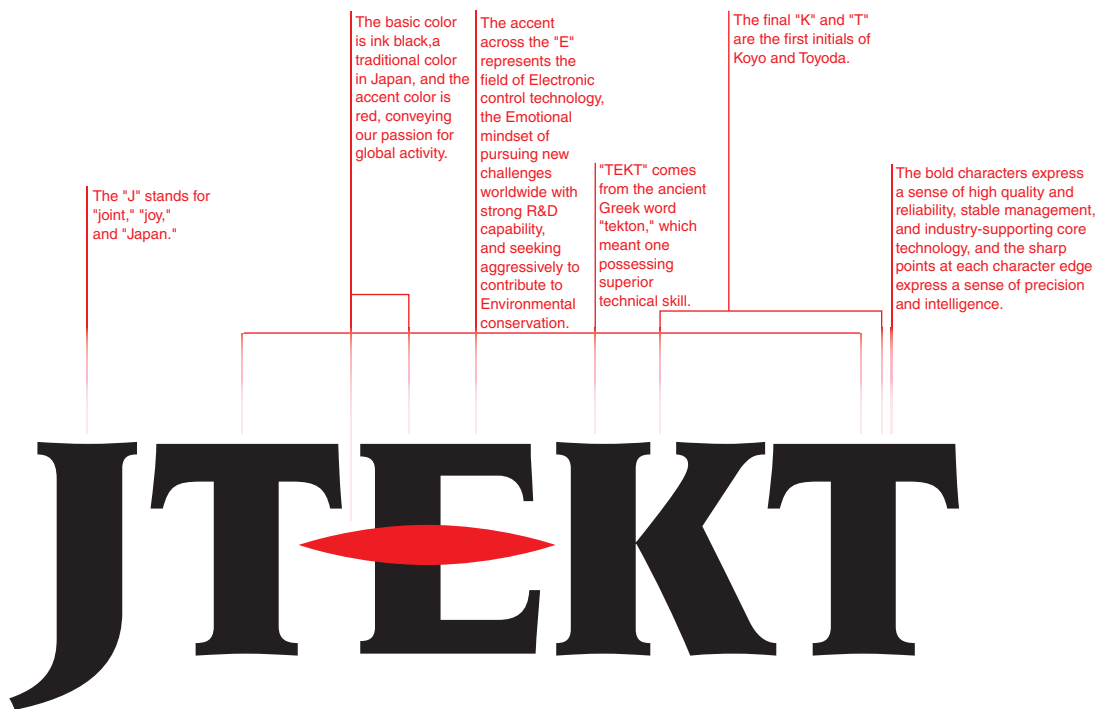 The "J" stands for
"joint," "joy,"
and "Japan."
The basic color
is ink black,a
traditional color
in Japan, and the
accent color is
red, conveying
our passion for
global activity.
The accent
across the "E"
represents the
field of Electronic
control technology,
the Emotional
mindset of
pursuing new
challenges
worldwide with
strong R&D
capability,
and seeking
aggressively to
contribute to
Environmental
conservation.
"TEKT" comes
from the ancient
Greek word
"tekton," which
meant one
possessing
superior
technical skill.
The final "K" and "T"
are the first initials of
Koyo and Toyoda.
The bold characters express
a sense of high quality and
reliability, stable management,
and industry-supporting core
technology, and the sharp
points at each character edge
express a sense of precision
and intelligence.
JTEKT